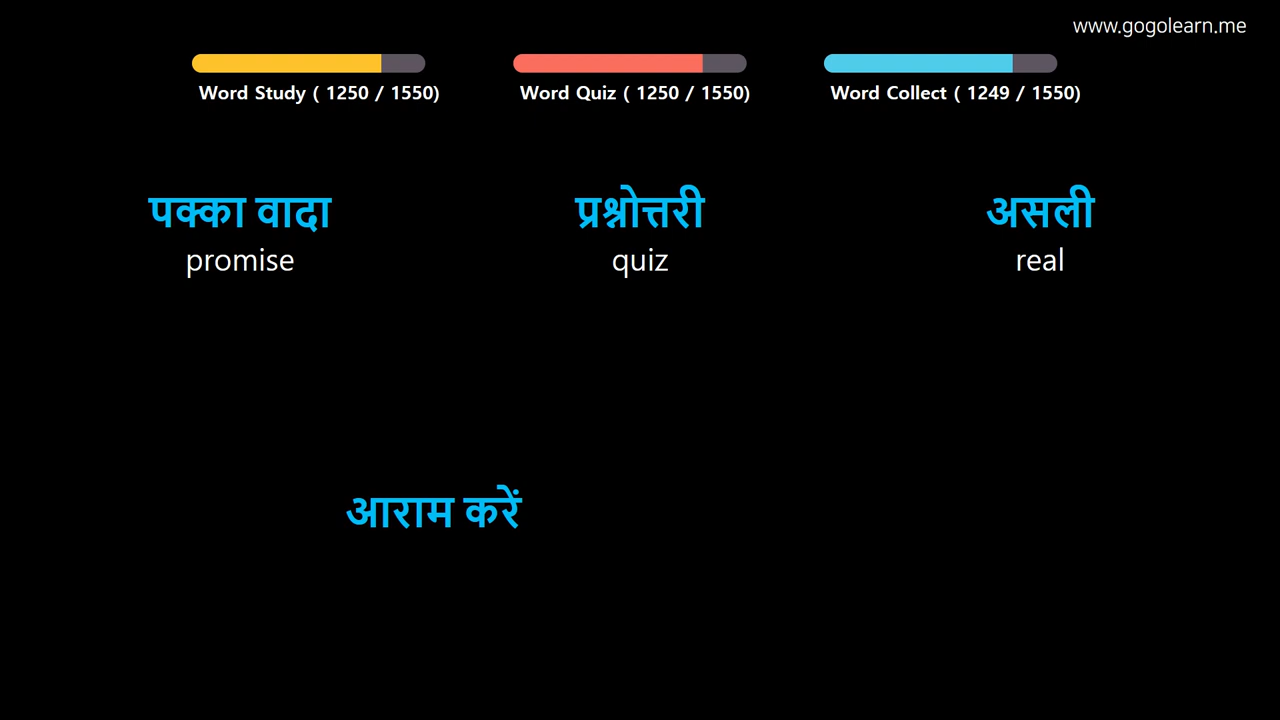 www.gogolearn.me
Word Study ( 1250 / 1550)
Word Quiz ( 1250 / 1550)
Word Collect ( 1249 / 1550)
पक्का वादा
promise
प्रश्नोत्तरी
quiz
असली
real
आराम करें